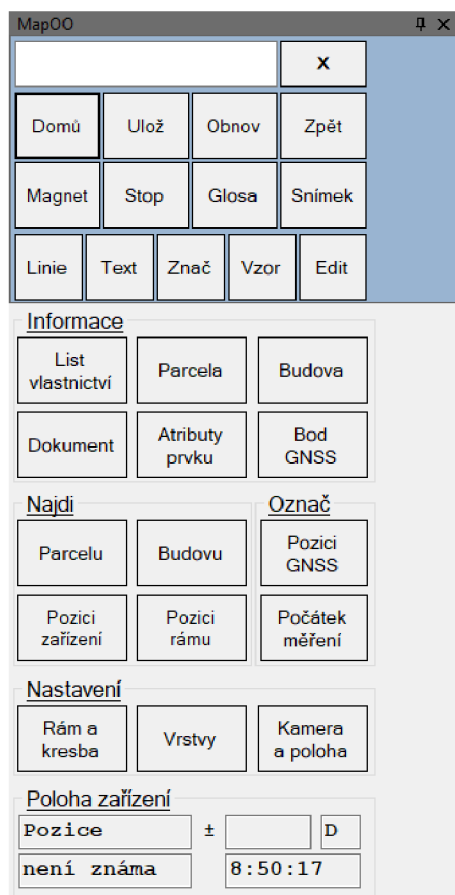 MapOO
X
Domů Ulož Obnov Zpět
Magnet Stop Glosa Snímek
Linie Text Znač Vzor Edit
Informace
List
vlastnictví
Parcela
Budova
Dokument
Atributy
prvku
Bod
GNSS
Najdi
Parcelu
Budovu
Pozici
zařízení
Pozici
rámu
Označ
Pozici
GNSS
Počátek
měření
Nastavení
Rám a
kresba
Vrstvy
Kamera
a poloha
Poloha zařízení
Pozice ± D
není známa 8:50:17